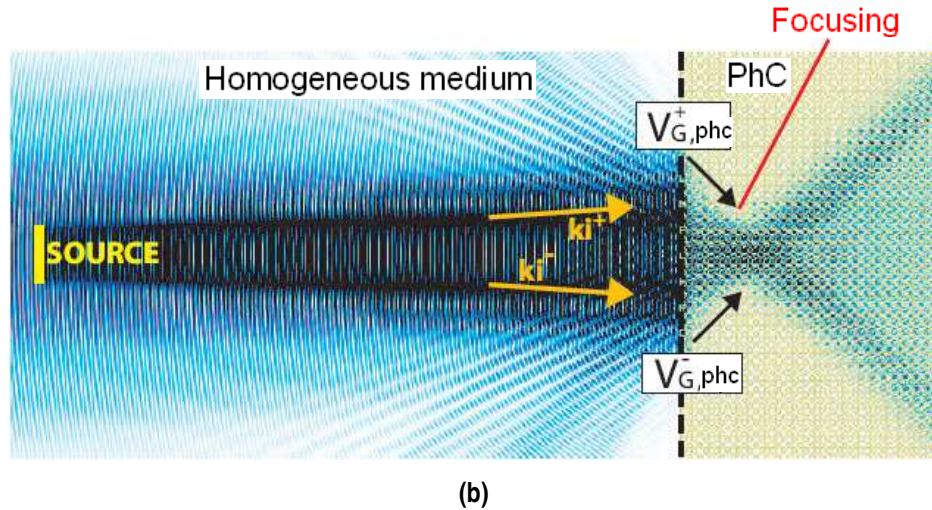 Focusing
Homogeneous medium
PhC
V⁺G,phc
ki⁺
SOURCE
ki⁻
V⁻G,phc
(b)